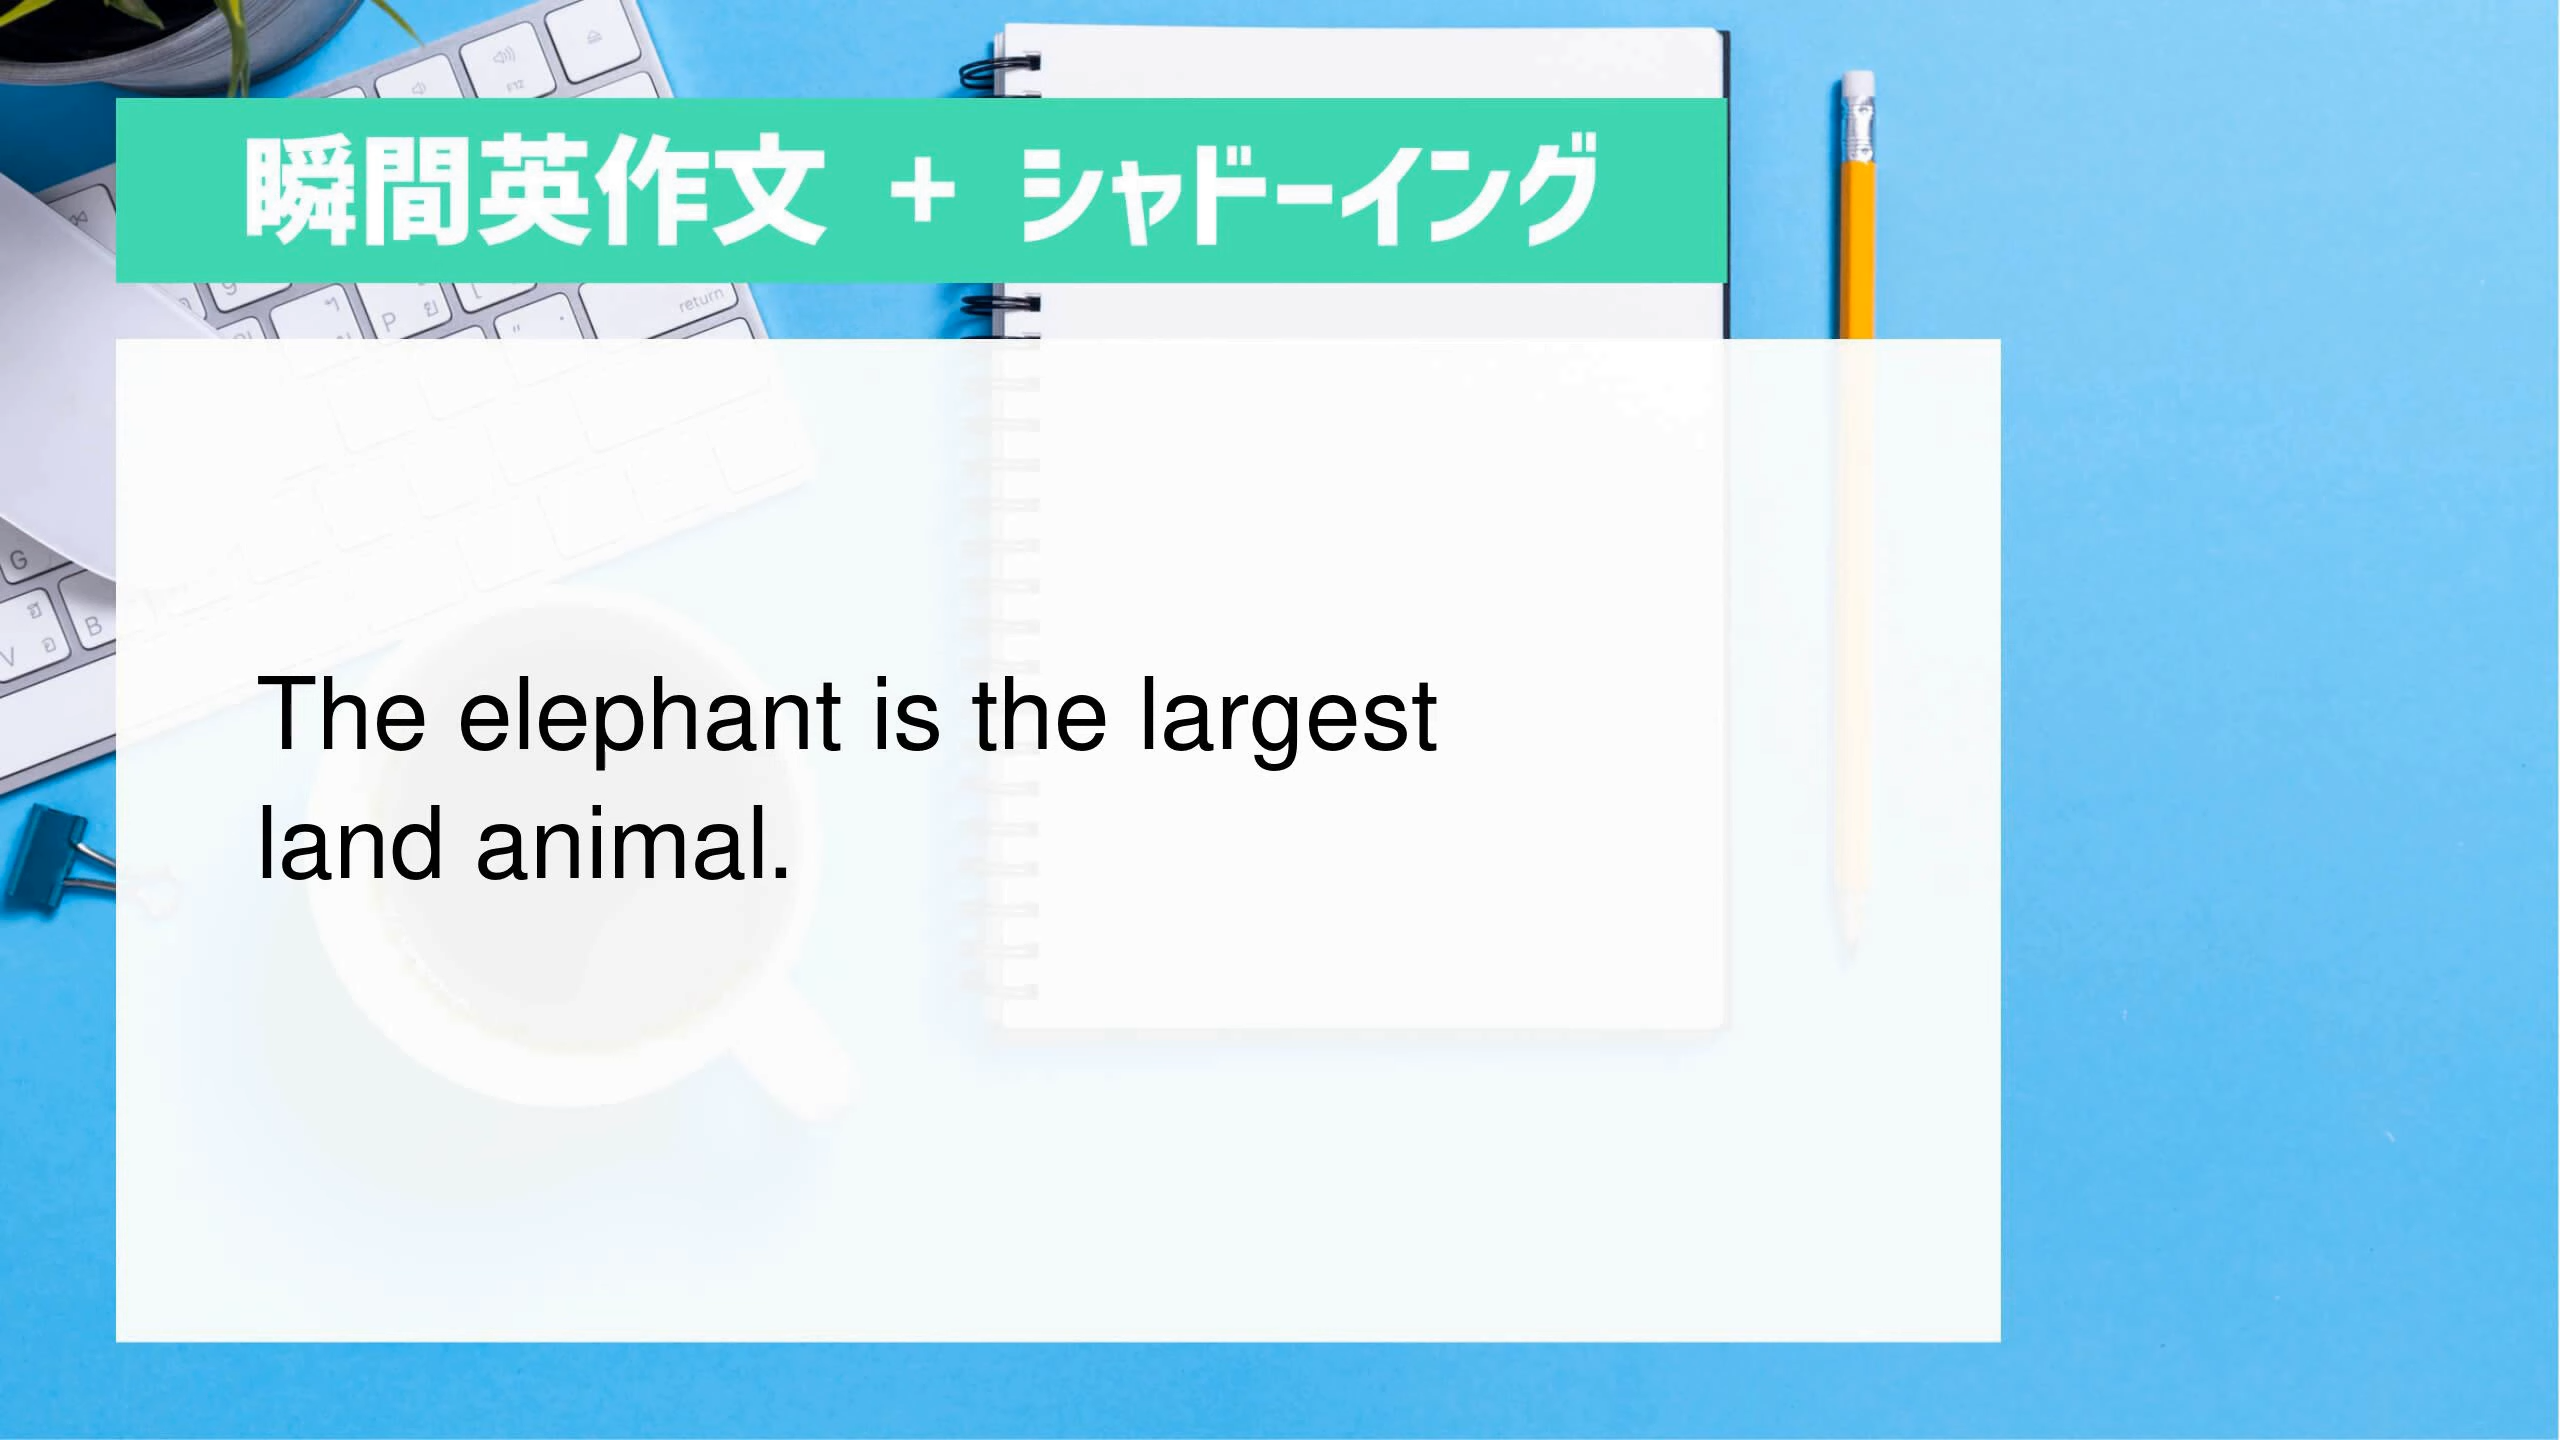 瞬間英作文 + シャドーイング
The elephant is the largest
land animal.